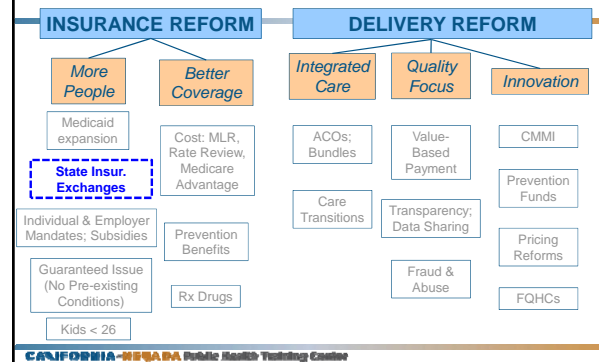 INSURANCE REFORM
DELIVERY REFORM
More
People
Better
Coverage
Integrated
Care
Quality
Focus
Innovation
Medicaid
expansion
State Insur.
Exchanges
Individual & Employer
Mandates; Subsidies
Guaranteed Issue
(No Pre-existing
Conditions)
Kids < 26
Cost: MLR,
Rate Review,
Medicare
Advantage
Prevention
Benefits
Rx Drugs
ACOs;
Bundles
Care
Transitions
Value-
Based
Payment
Transparency;
Data Sharing
Fraud &
Abuse
CMMI
Prevention
Funds
Pricing
Reforms
FQHCs
CALIFORNIA-NEVADA Public Health Training Center